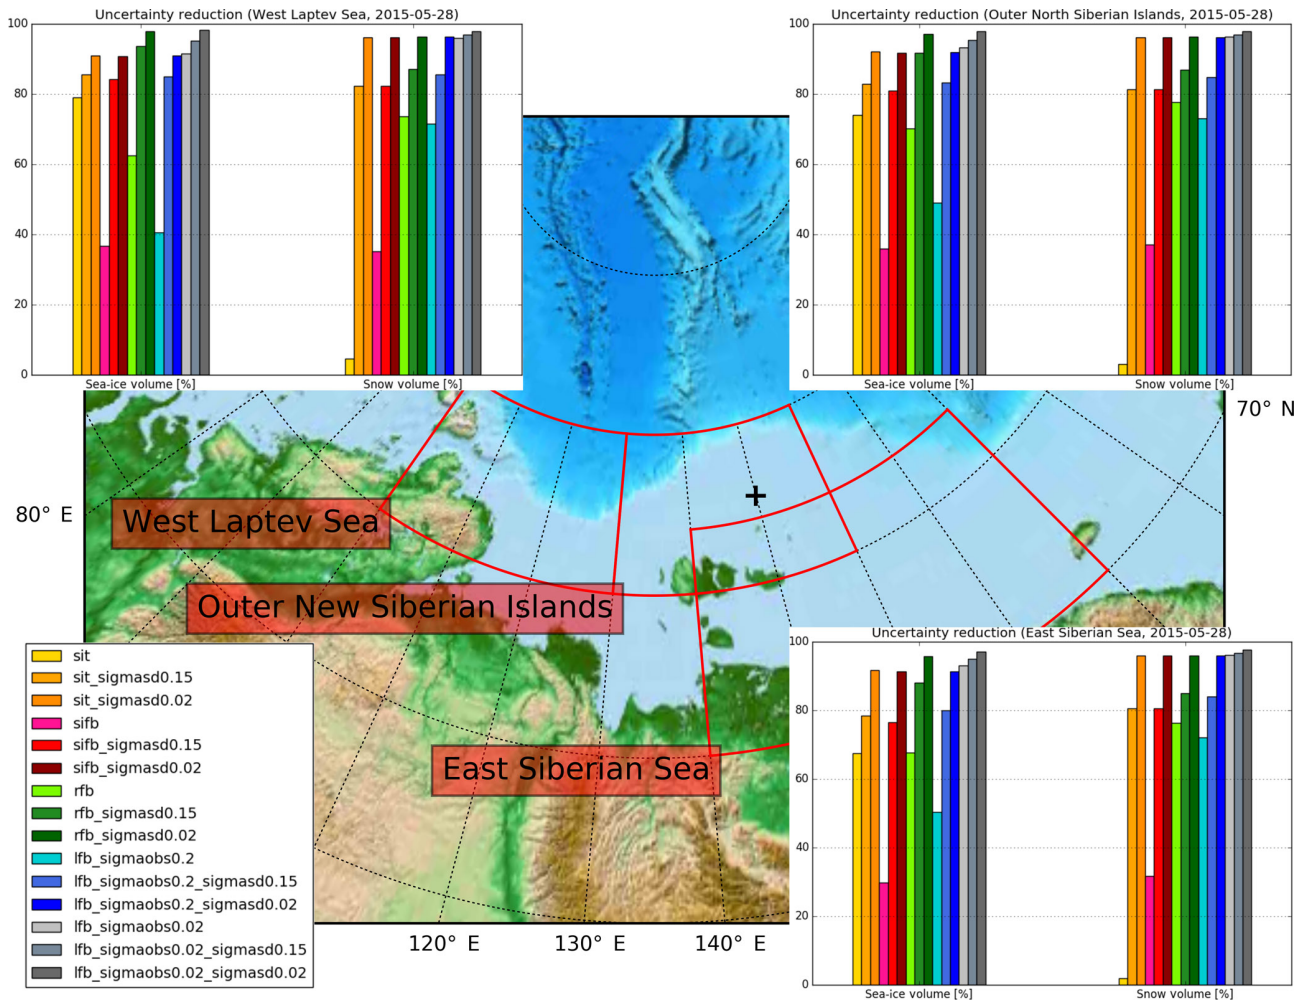 Uncertainty reduction (West Laptev Sea, 2015-05-28)
100
80
60
40
20
0
Sea-ice volume [%]
Snow volume [%]
Uncertainty reduction (Outer North Siberian Islands, 2015-05-28)
100
80
60
40
20
0
Sea-ice volume [%]
Snow volume [%]
70° N
80° E
West Laptev Sea
Outer New Siberian Islands
East Siberian Sea
sit
sit_sigmasd0.15
sit_sigmasd0.02
sifb
sifb_sigmasd0.15
sifb_sigmasd0.02
rfb
rfb_sigmasd0.15
rfb_sigmasd0.02
lfb_sigmaobs0.2
lfb_sigmaobs0.2_sigmasd0.15
lfb_sigmaobs0.2_sigmasd0.02
lfb_sigmaobs0.02
lfb_sigmaobs0.02_sigmasd0.15
lfb_sigmaobs0.02_sigmasd0.02
120° E
130° E
140° E
Uncertainty reduction (East Siberian Sea, 2015-05-28)
100
80
60
40
20
0
Sea-ice volume [%]
Snow volume [%]